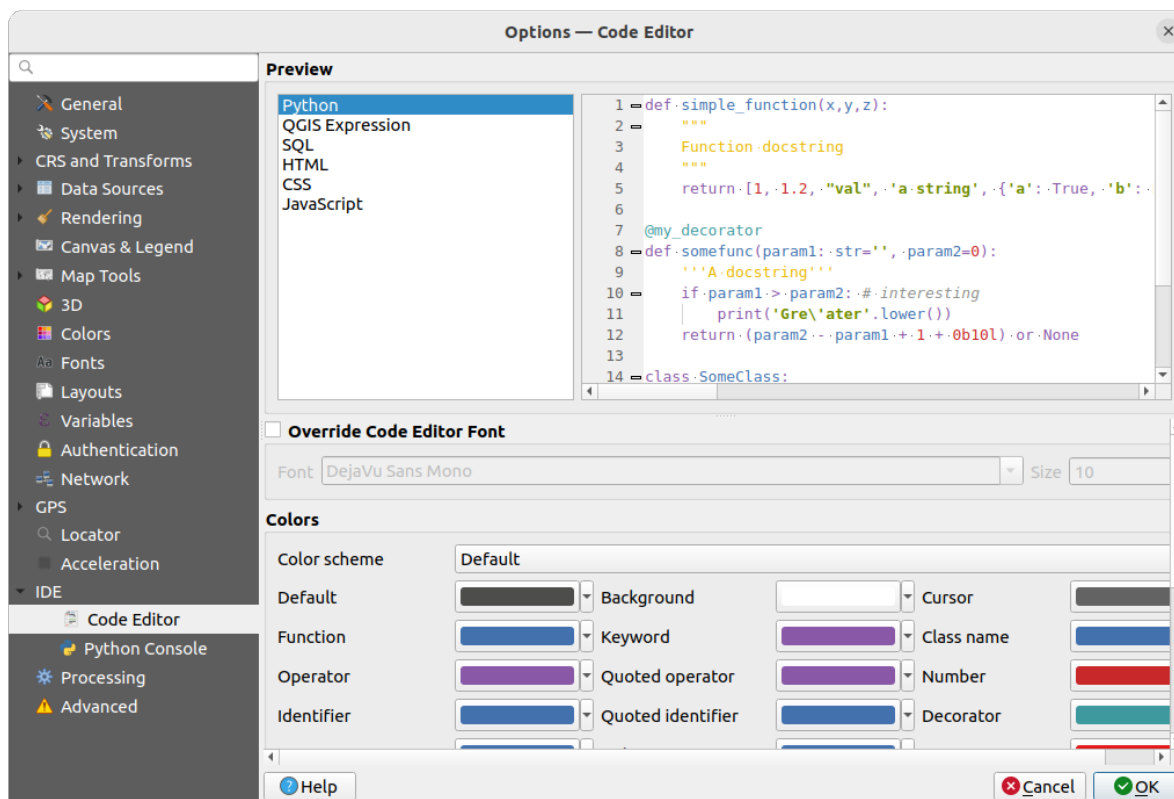 Options — Code Editor
Preview
General
System
CRS and Transforms
Data Sources
Rendering
Canvas & Legend
Map Tools
3D
Colors
Fonts
Layouts
Variables
Authentication
Network
GPS
Locator
Acceleration
IDE
Code Editor
Python Console
Processing
Advanced
Python
QGIS Expression
SQL
HTML
CSS
JavaScript
1 def·simple_function(x,y,z):
2 """
3 Function·docstring
4 """
5 return·[1,·1.2,·"val",·'a·string',·{'a':·True,·'b':·
6
7 @my_decorator
8 def·somefunc(param1:·str='',·param2=0):
9 '''A·docstring'''
10 if·param1·>·param2:·#·interesting
11 print('Gre\'ater'.lower())
12 return·(param2·-·param1·+·1·+·0b10l)·or·None
13
14 class·SomeClass:
Override Code Editor Font
Font DejaVu Sans Mono Size 10
Colors
Color scheme Default
Default Background Cursor
Function Keyword Class name
Operator Quoted operator Number
Identifier Quoted identifier Decorator
Help Cancel OK